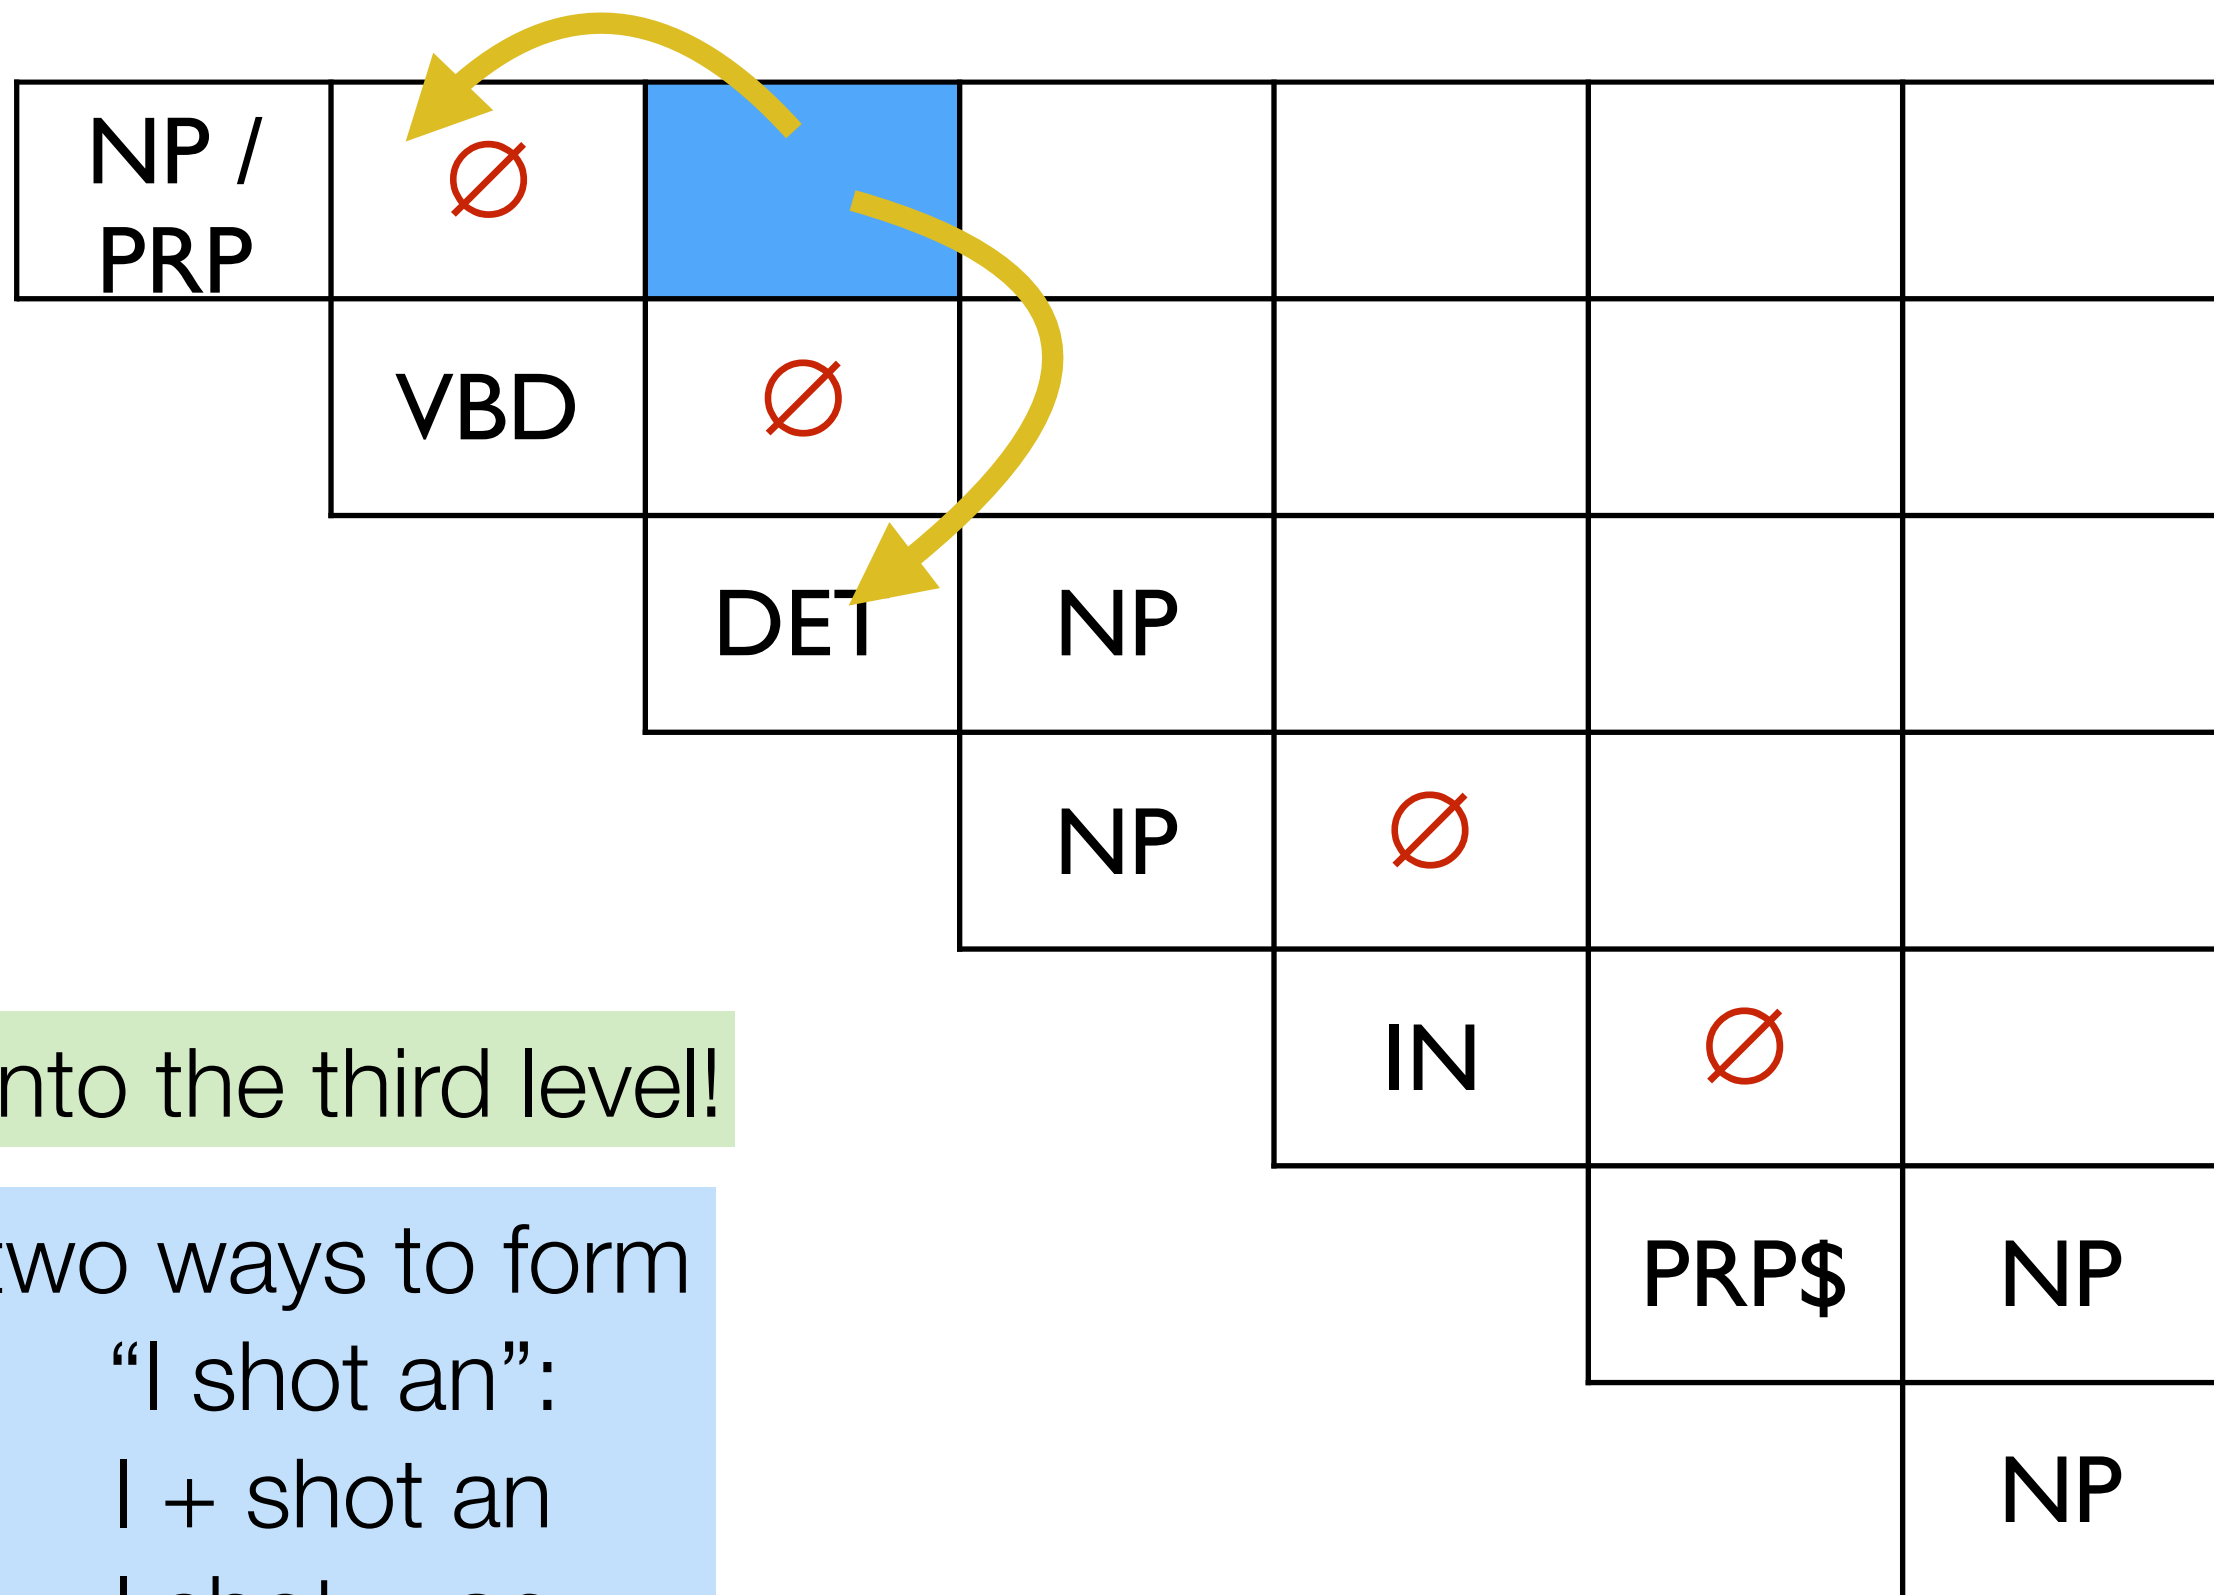 NP /
PRP
∅
VBD
∅
DET
NP
NP
∅
IN
∅
PRP$
NP
NP
nto the third level!
two ways to form
“I shot an”:
I + shot an